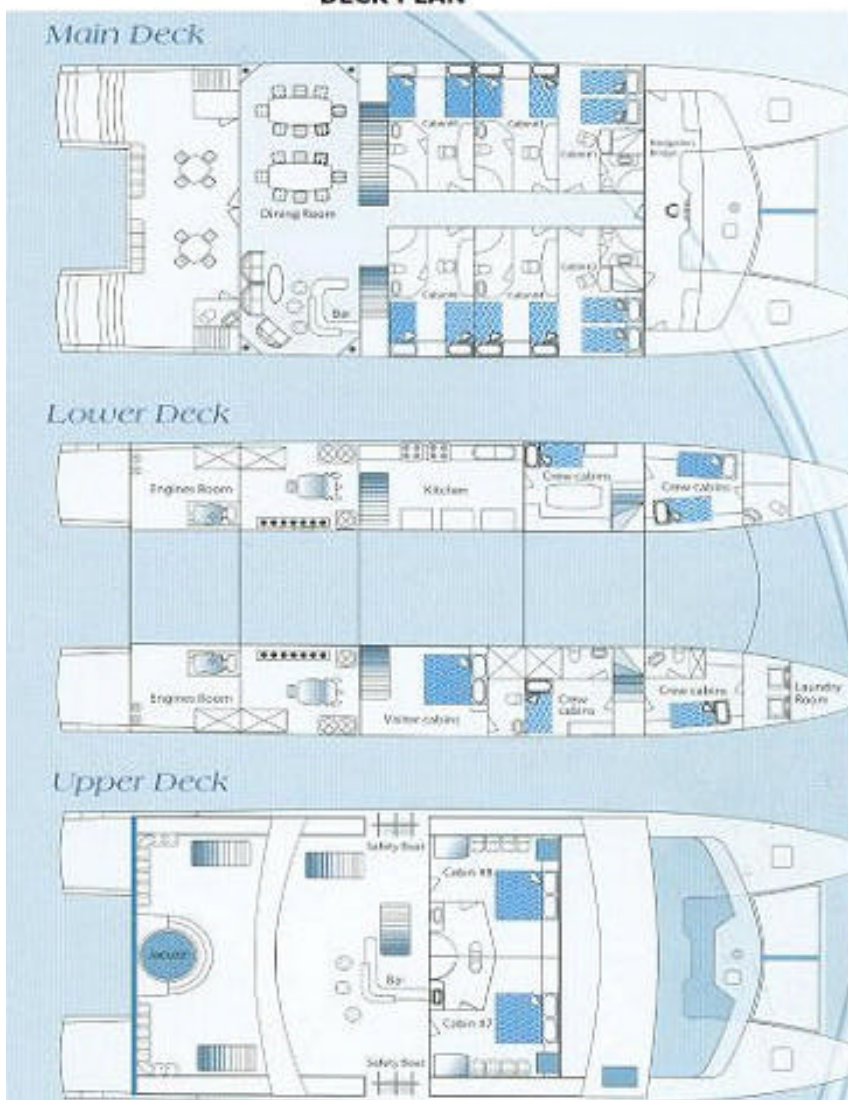 DECK PLAN
Main Deck
Dining Room
Bar
Lower Deck
Engines Room
Kitchen
Crew cabins
Crew cabins
Engines Room
Visitor cabins
Crew
cabins
Crew cabins
Laundry
Room
Upper Deck
Safety Boat
Cabin #8
Jacuzzi
Bar
Cabin #7
Safety Boat